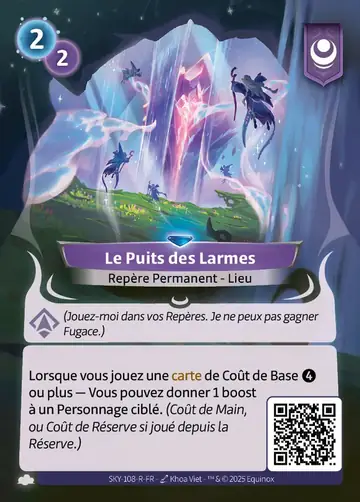 2
2
Le Puits des Larmes
Repère Permanent - Lieu
(Jouez-moi dans vos Repères. Je ne peux pas gagner
Fugace.)
Lorsque vous jouez une carte de Coût de Base 4
ou plus — Vous pouvez donner 1 boost
à un Personnage ciblé. (Coût de Main,
ou Coût de Réserve si joué depuis la
Réserve.)
SKY-108-R-FR - Khoa Viet - ™ & © 2025 Equinox